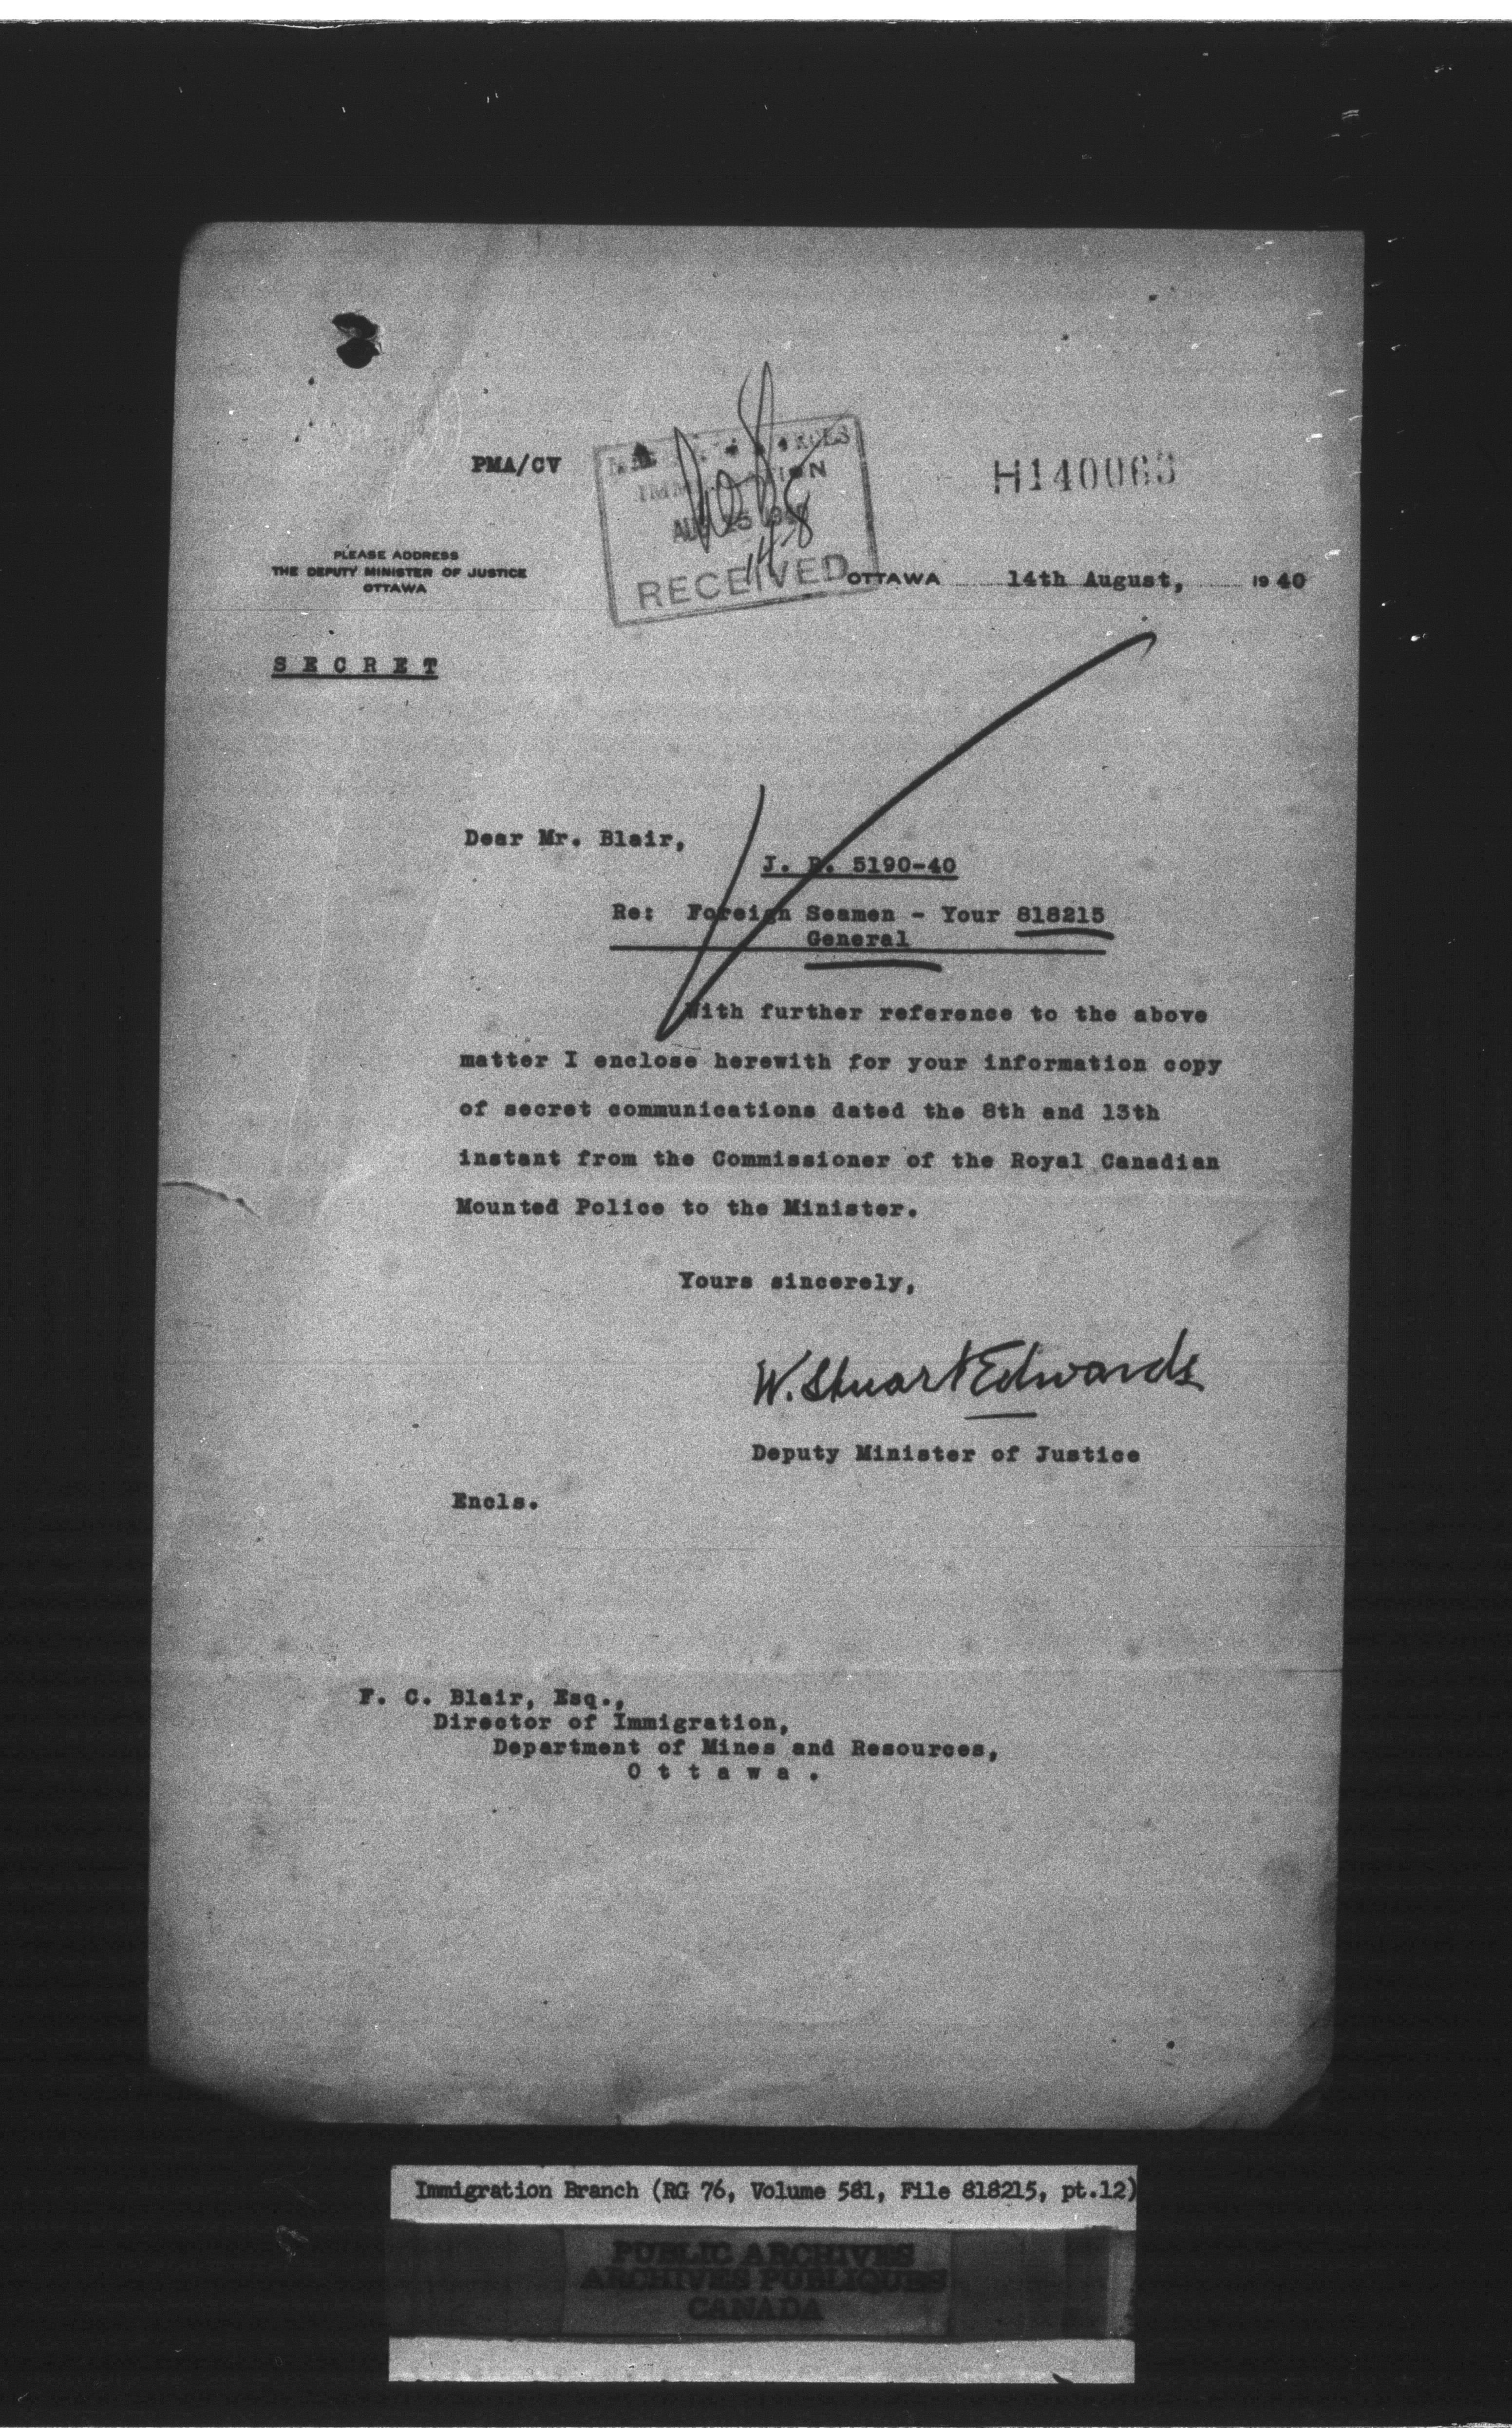 PMA/CV
H140063
PLEASE ADDRESS
THE DEPUTY MINISTER OF JUSTICE
OTTAWA
AUG 1940
RECEIVED
OTTAWA 14th August, 1940
SECRET
Dear Mr. Blair,
J. R. 5190-40
Re: Foreign Seamen - Your 818215
General
With further reference to the above
matter I enclose herewith for your information copy
of secret communications dated the 8th and 13th
instant from the Commissioner of the Royal Canadian
Mounted Police to the Minister.
Yours sincerely,
W. Stuart Edwards
Deputy Minister of Justice
Encls.
F. C. Blair, Esq.,
Director of Immigration,
Department of Mines and Resources,
Ottawa.
Immigration Branch (RG 76, Volume 581, File 818215, pt.12)
PUBLIC ARCHIVES
ARCHIVES PUBLIQUES
CANADA